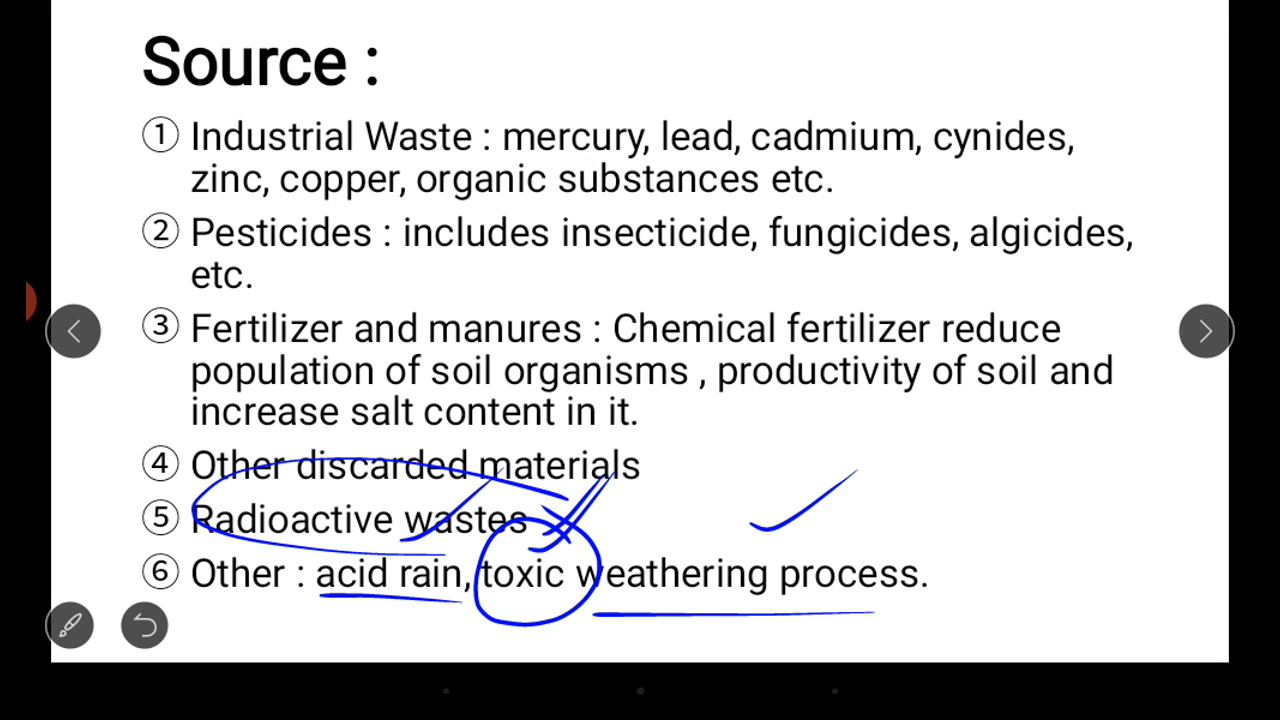 Source :
① Industrial Waste : mercury, lead, cadmium, cynides,
zinc, copper, organic substances etc.
② Pesticides : includes insecticide, fungicides, algicides,
etc.
③ Fertilizer and manures : Chemical fertilizer reduce
population of soil organisms , productivity of soil and
increase salt content in it.
④ Other discarded materials
⑤ Radioactive wastes
⑥ Other : acid rain, toxic weathering process.